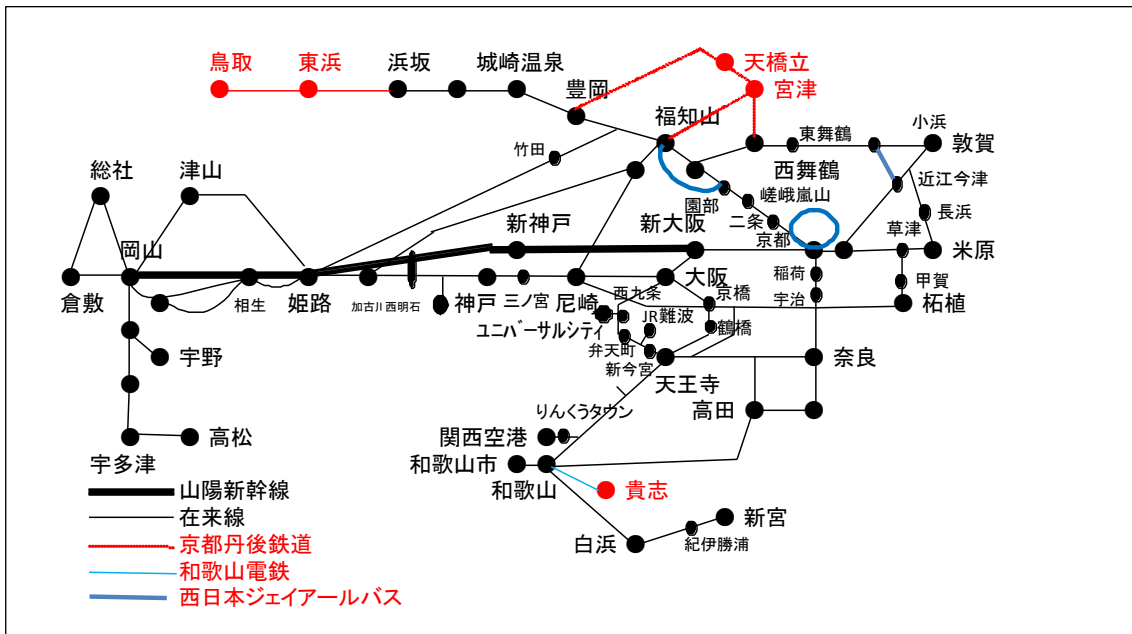 鳥取
東浜
浜坂
城崎温泉
天橋立
豊岡
宮津
福知山
竹田
東舞鶴
小浜
敦賀
総社
津山
西舞鶴
近江今津
園部
嵯峨嵐山
長浜
新神戸
新大阪
二条
草津
岡山
京都
米原
倉敷
相生
姫路
加古川
西明石
神戸
三ノ宮
尼崎
大阪
西九条
京橋
稲荷
甲賀
宇治
柘植
JR難波
鶴橋
ユニバーサルシティ
弁天町
宇野
新今宮
天王寺
奈良
りんくうタウン
高田
高松
関西空港
宇多津
和歌山市
和歌山
貴志
新宮
白浜
紀伊勝浦
山陽新幹線
在来線
京都丹後鉄道
和歌山電鉄
西日本ジェイアールバス